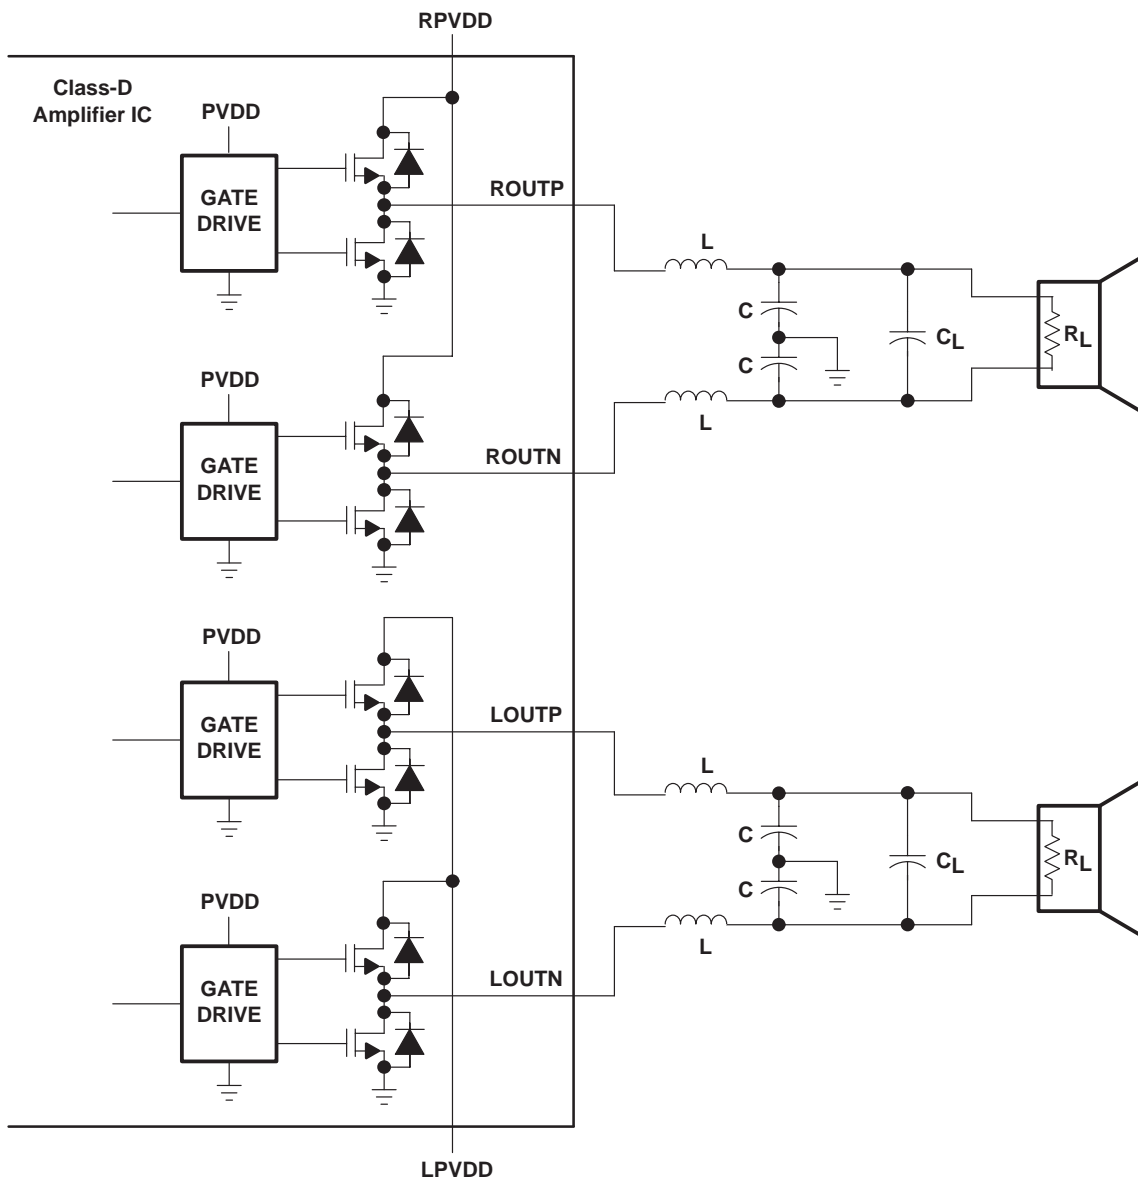 RPVDD
Class-D
Amplifier IC
PVDD
GATE
DRIVE
ROUTP
L
C
C
CL
RL
L
PVDD
GATE
DRIVE
ROUTN
PVDD
GATE
DRIVE
LOUTP
L
C
C
CL
RL
L
PVDD
GATE
DRIVE
LOUTN
LPVDD